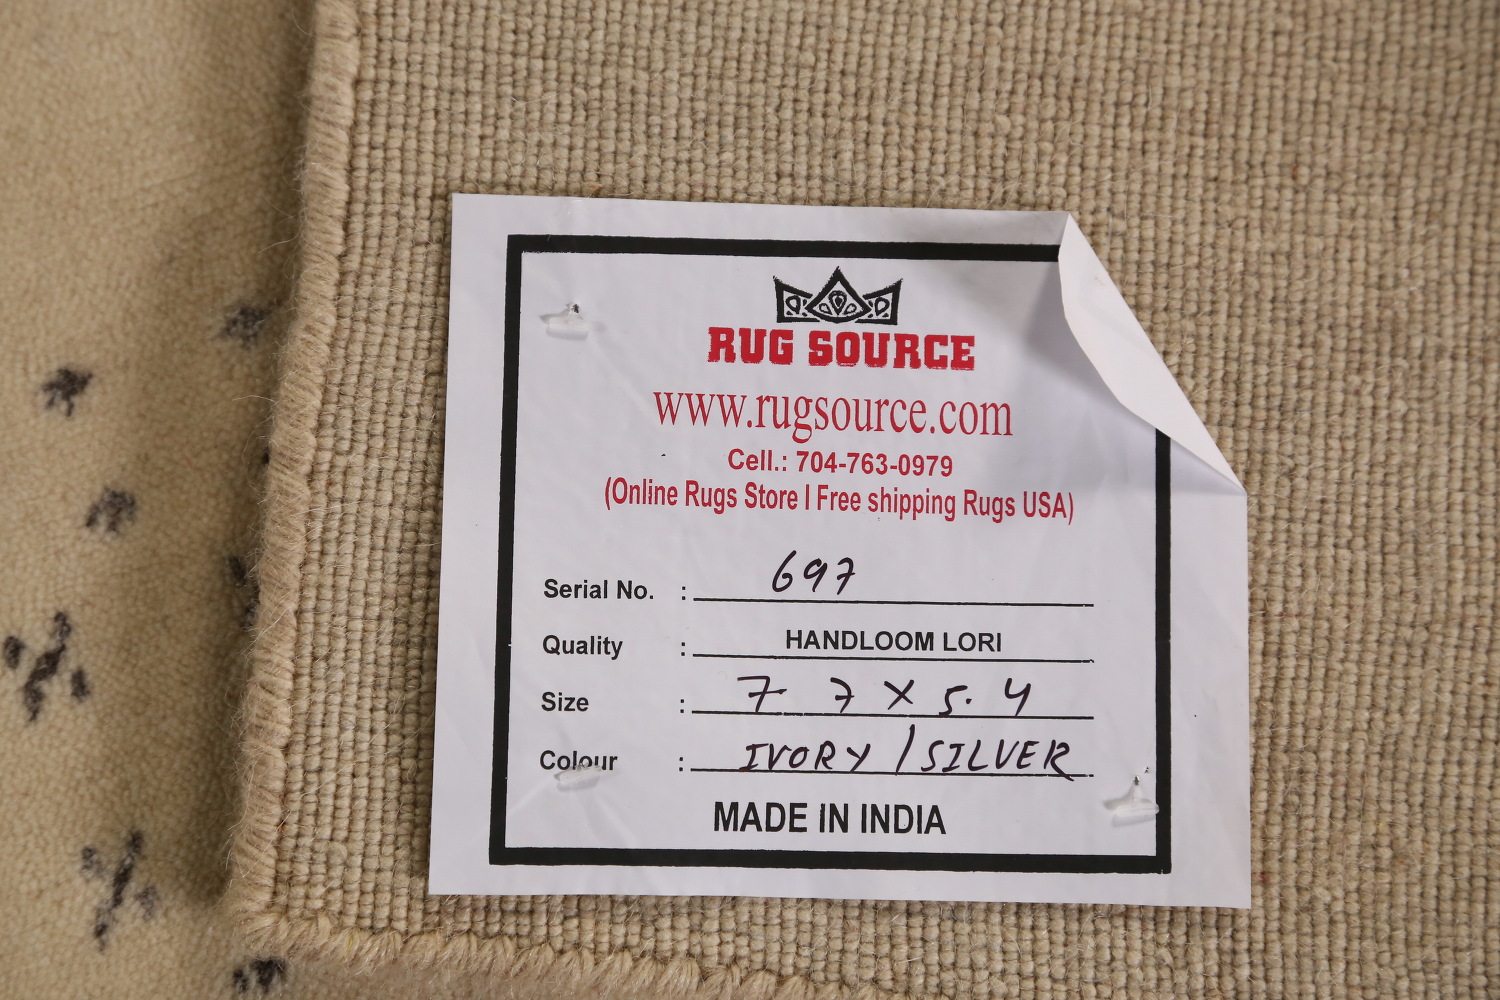 RUG SOURCE
www.rugsource.com
Cell.: 704-763-0979
(Online Rugs Store I Free shipping Rugs USA)
Serial No. : 697
Quality : HANDLOOM LORI
Size : 7. 7 X 5. 4
Colour : IVORY / SILVER
MADE IN INDIA